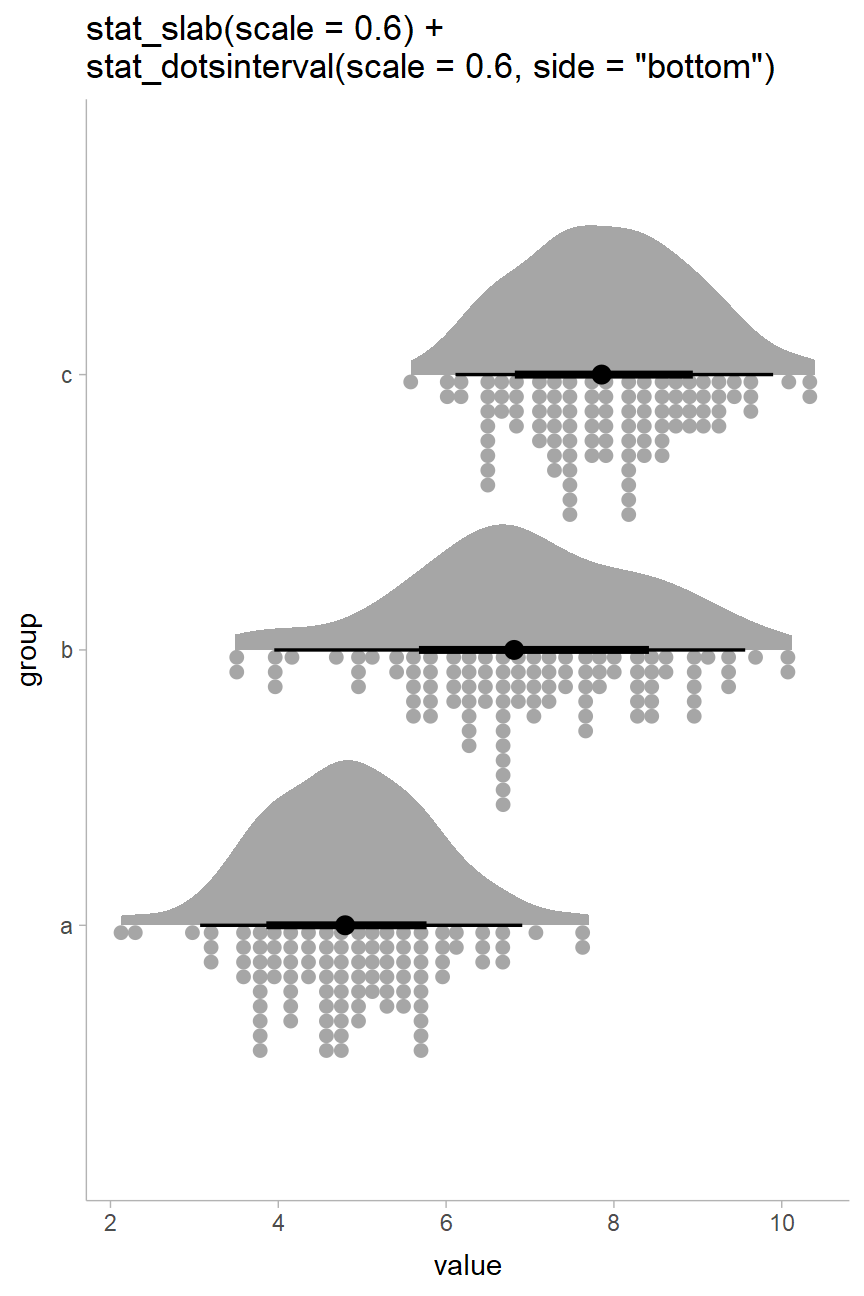 stat_slab(scale = 0.6) +
stat_dotsinterval(scale = 0.6, side = "bottom")
c
b
a
group
2 4 6 8 10
value